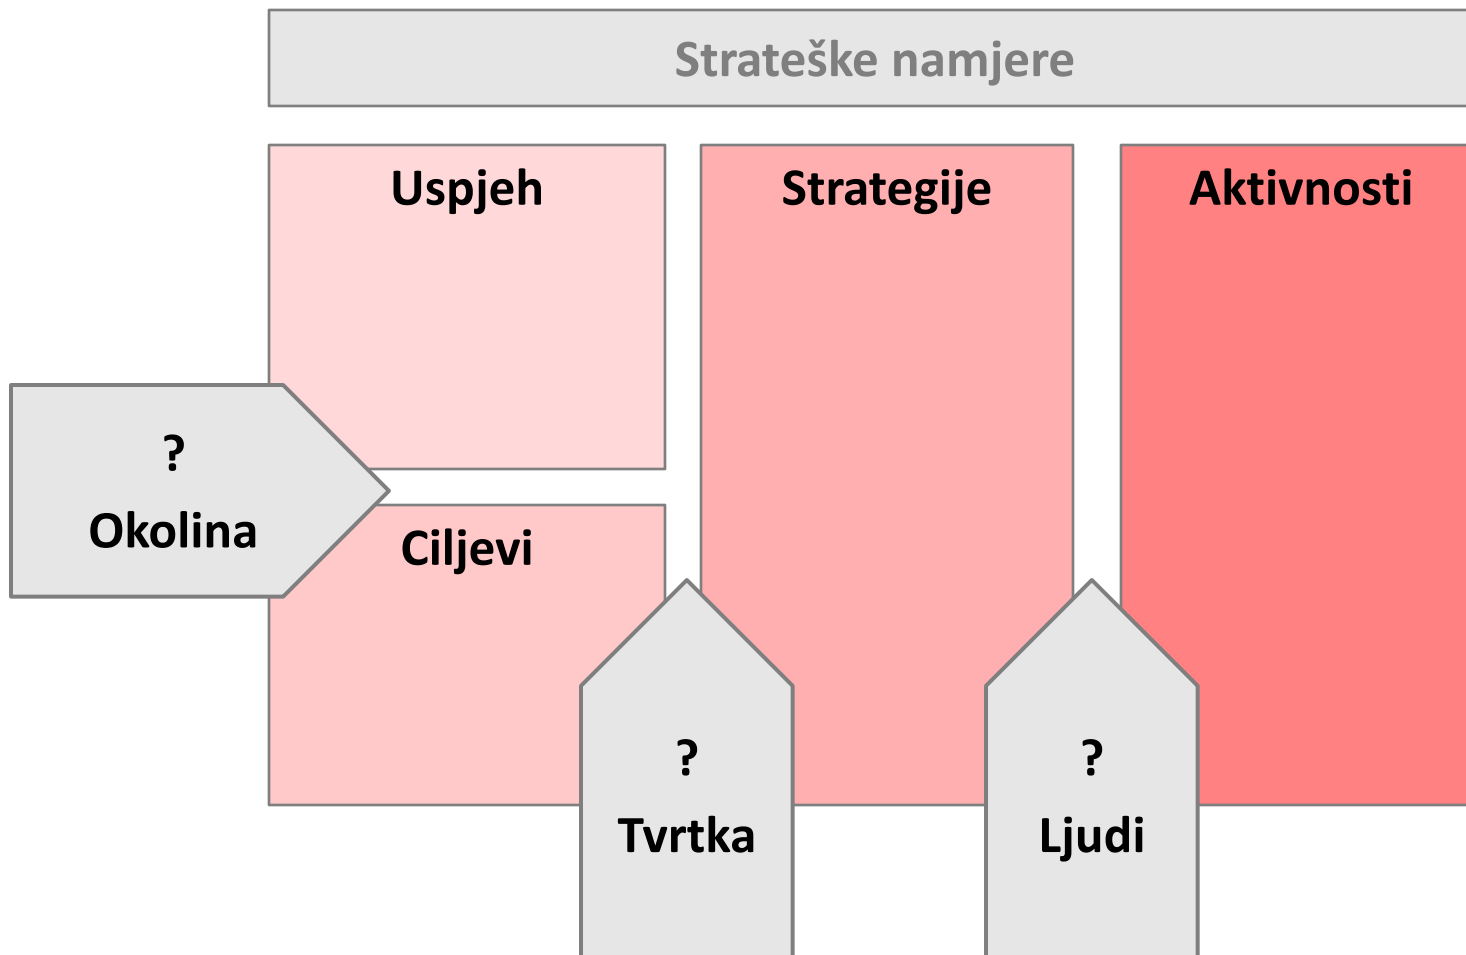 Strateške namjere
Uspjeh
Strategije
Aktivnosti
?
Okolina
Ciljevi
?
Tvrtka
?
Ljudi